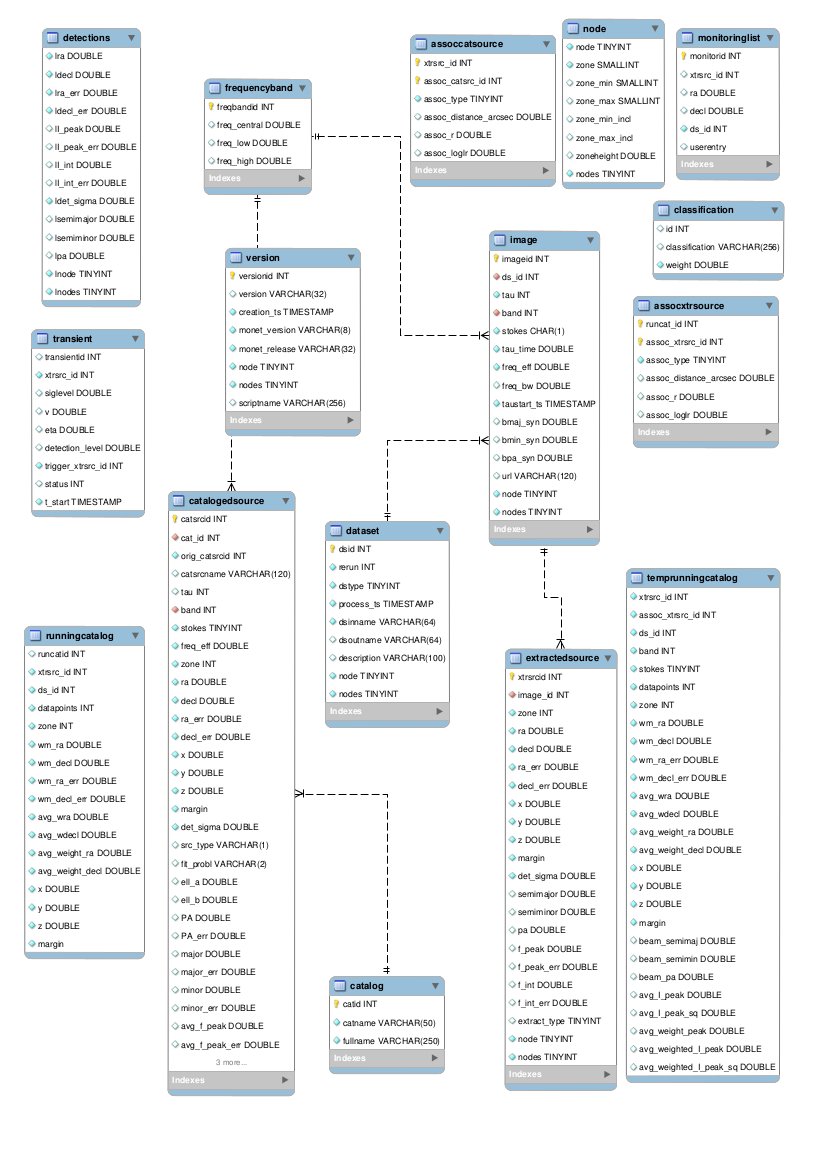 detections
lra DOUBLE
ldecl DOUBLE
lra_err DOUBLE
ldecl_err DOUBLE
lI_peak DOUBLE
lI_peak_err DOUBLE
lI_int DOUBLE
lI_int_err DOUBLE
ldet_sigma DOUBLE
lsemimajor DOUBLE
lsemiminor DOUBLE
lpa DOUBLE
lnode TINYINT
lnodes TINYINT
frequencyband
freqbandid INT
freq_central DOUBLE
freq_low DOUBLE
freq_high DOUBLE
Indexes
assoccatsource
xtrsrc_id INT
assoc_catsrc_id INT
assoc_type TINYINT
assoc_distance_arcsec DOUBLE
assoc_r DOUBLE
assoc_loglr DOUBLE
Indexes
node
node TINYINT
zone SMALLINT
zone_min SMALLINT
zone_max SMALLINT
zone_min_incl
zone_max_incl
zoneheight DOUBLE
nodes TINYINT
monitoringlist
monitorid INT
xtrsrc_id INT
ra DOUBLE
decl DOUBLE
ds_id INT
userentry
Indexes
classification
id INT
classification VARCHAR(256)
weight DOUBLE
version
versionid INT
version VARCHAR(32)
creation_ts TIMESTAMP
monet_version VARCHAR(8)
monet_release VARCHAR(32)
node TINYINT
nodes TINYINT
scriptname VARCHAR(256)
Indexes
image
imageid INT
ds_id INT
tau INT
band INT
stokes CHAR(1)
tau_time DOUBLE
freq_eff DOUBLE
freq_bw DOUBLE
taustart_ts TIMESTAMP
bmaj_syn DOUBLE
bmin_syn DOUBLE
bpa_syn DOUBLE
url VARCHAR(120)
node TINYINT
nodes TINYINT
Indexes
assocxtrsource
runcat_id INT
assoc_xtrsrc_id INT
assoc_type TINYINT
assoc_distance_arcsec DOUBLE
assoc_r DOUBLE
assoc_loglr DOUBLE
Indexes
transient
transientid INT
xtrsrc_id INT
siglevel DOUBLE
v DOUBLE
eta DOUBLE
detection_level DOUBLE
trigger_xtrsrc_id INT
status INT
t_start TIMESTAMP
catalogedsource
catsrcid INT
cat_id INT
orig_catsrcid INT
catsrcname VARCHAR(120)
tau INT
band INT
stokes TINYINT
freq_eff DOUBLE
zone INT
ra DOUBLE
decl DOUBLE
ra_err DOUBLE
decl_err DOUBLE
x DOUBLE
y DOUBLE
z DOUBLE
margin
det_sigma DOUBLE
src_type VARCHAR(1)
fit_probl VARCHAR(2)
ell_a DOUBLE
ell_b DOUBLE
PA DOUBLE
PA_err DOUBLE
major DOUBLE
major_err DOUBLE
minor DOUBLE
minor_err DOUBLE
avg_f_peak DOUBLE
avg_f_peak_err DOUBLE
3 more...
Indexes
dataset
dsid INT
rerun INT
dstype TINYINT
process_ts TIMESTAMP
dsinname VARCHAR(64)
dsoutname VARCHAR(64)
description VARCHAR(100)
node TINYINT
nodes TINYINT
Indexes
runningcatalog
runcatid INT
xtrsrc_id INT
ds_id INT
datapoints INT
zone INT
wm_ra DOUBLE
wm_decl DOUBLE
wm_ra_err DOUBLE
wm_decl_err DOUBLE
avg_wra DOUBLE
avg_wdecl DOUBLE
avg_weight_ra DOUBLE
avg_weight_decl DOUBLE
x DOUBLE
y DOUBLE
z DOUBLE
margin
catalog
catid INT
catname VARCHAR(50)
fullname VARCHAR(250)
Indexes
extractedsource
xtrsrcid INT
image_id INT
zone INT
ra DOUBLE
decl DOUBLE
ra_err DOUBLE
decl_err DOUBLE
x DOUBLE
y DOUBLE
z DOUBLE
margin
det_sigma DOUBLE
semimajor DOUBLE
semiminor DOUBLE
pa DOUBLE
f_peak DOUBLE
f_peak_err DOUBLE
f_int DOUBLE
f_int_err DOUBLE
extract_type TINYINT
node TINYINT
nodes TINYINT
Indexes
temprunningcatalog
xtrsrc_id INT
assoc_xtrsrc_id INT
ds_id INT
band INT
stokes TINYINT
datapoints INT
zone INT
wm_ra DOUBLE
wm_decl DOUBLE
wm_ra_err DOUBLE
wm_decl_err DOUBLE
avg_wra DOUBLE
avg_wdecl DOUBLE
avg_weight_ra DOUBLE
avg_weight_decl DOUBLE
x DOUBLE
y DOUBLE
z DOUBLE
margin
beam_semimaj DOUBLE
beam_semimin DOUBLE
beam_pa DOUBLE
avg_I_peak DOUBLE
avg_I_peak_sq DOUBLE
avg_weight_peak DOUBLE
avg_weighted_I_peak DOUBLE
avg_weighted_I_peak_sq DOUBLE